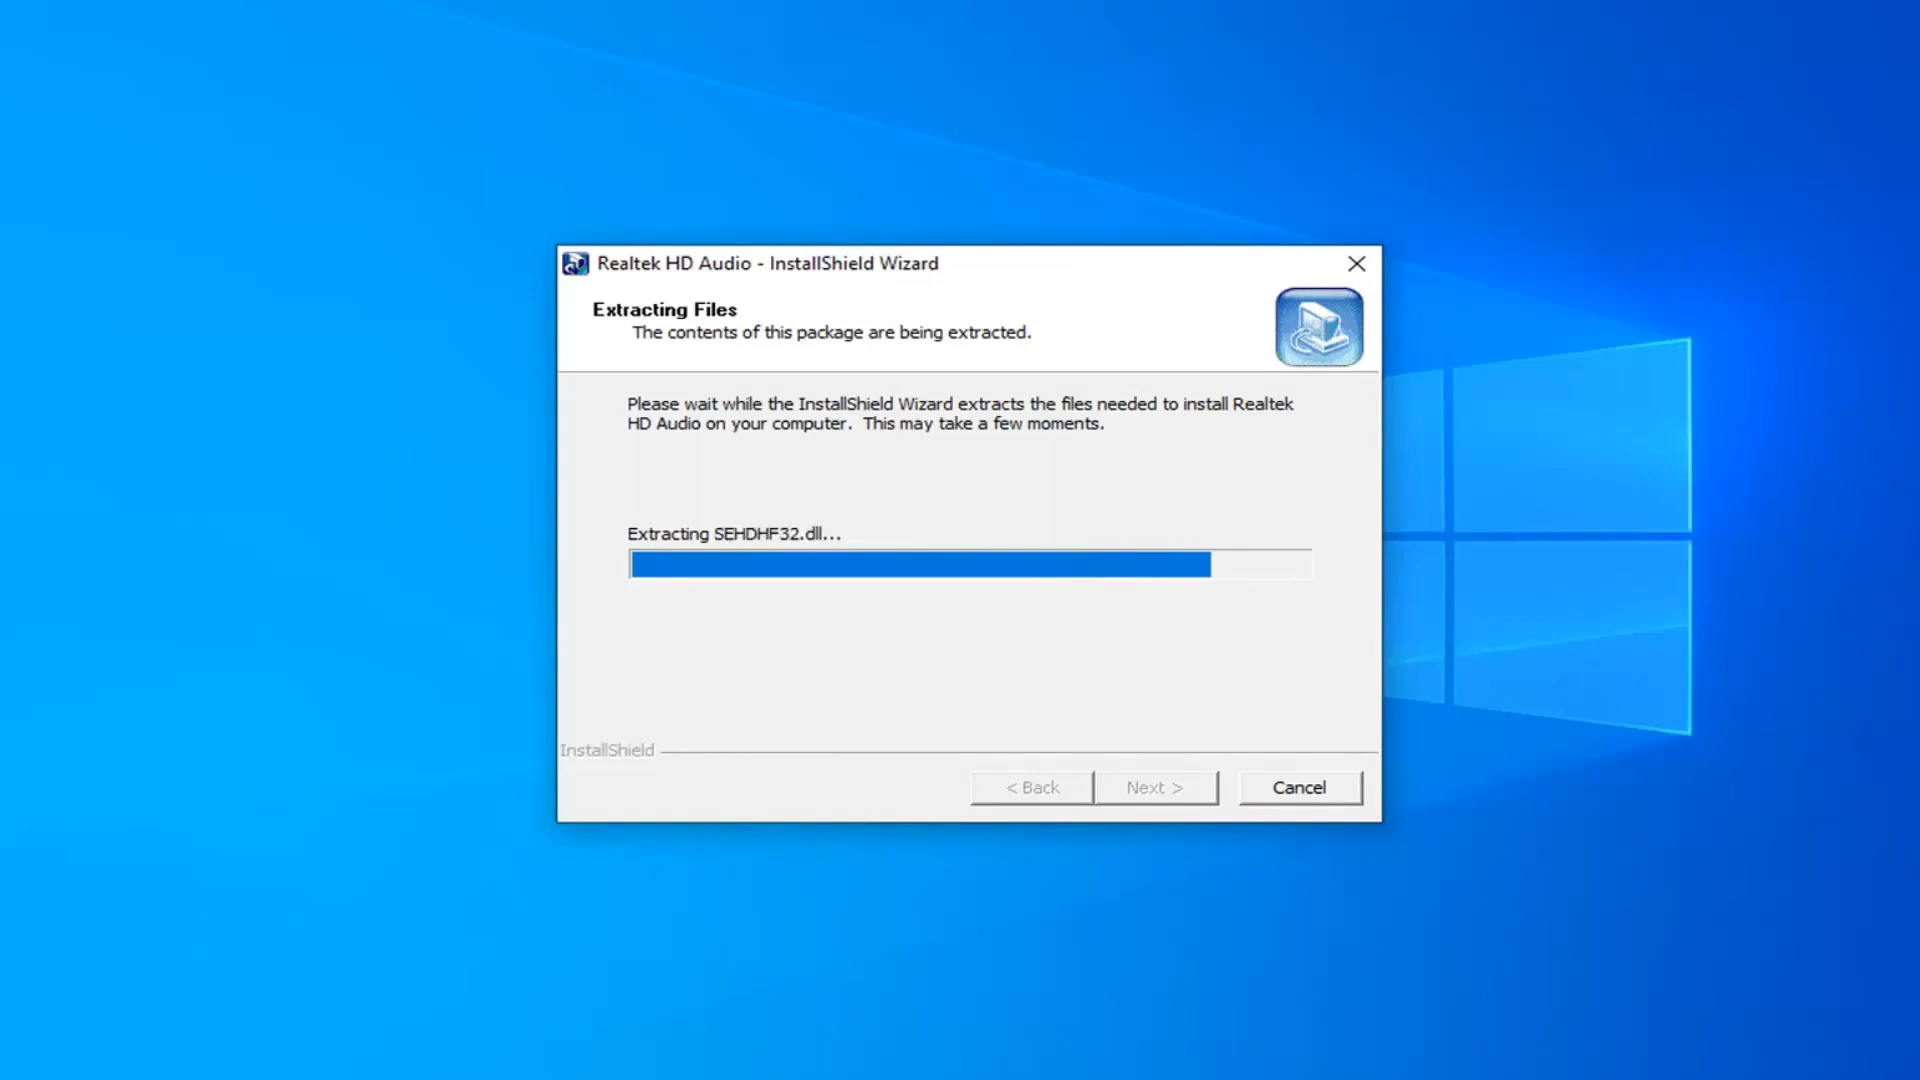 Realtek HD Audio - InstallShield Wizard
Extracting Files
The contents of this package are being extracted.
Please wait while the InstallShield Wizard extracts the files needed to install Realtek
HD Audio on your computer.  This may take a few moments.
Extracting SEHDHF32.dll...
InstallShield
< Back
Next >
Cancel